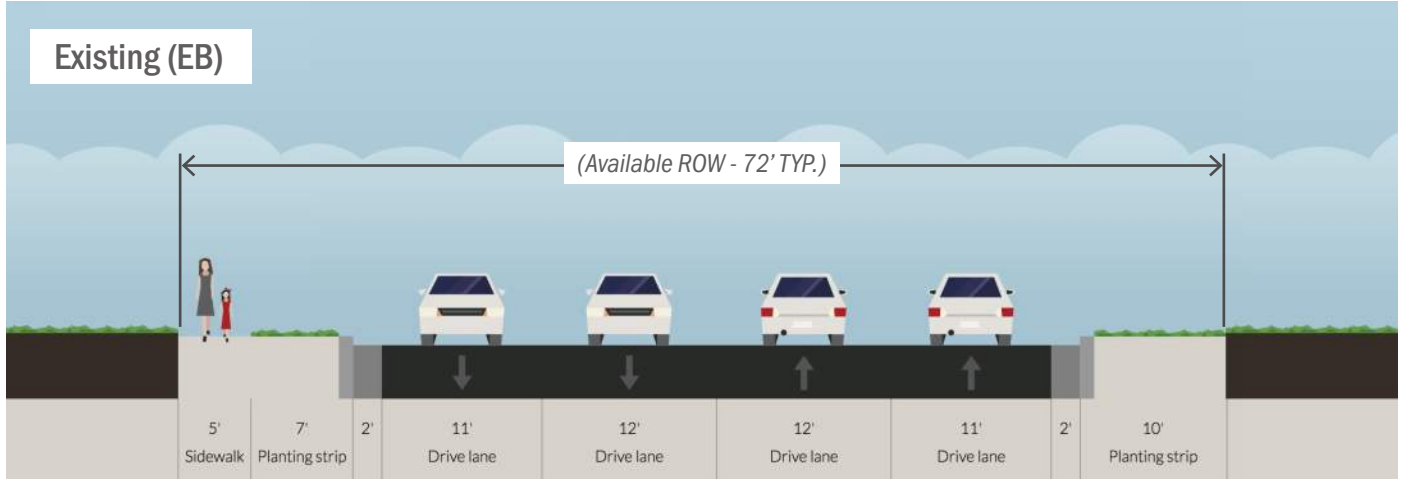 Existing (EB)
(Available ROW - 72' TYP.)
5' 7' 2' 11' 12' 12' 11' 2' 10'
Sidewalk Planting strip Drive lane Drive lane Drive lane Drive lane Planting strip